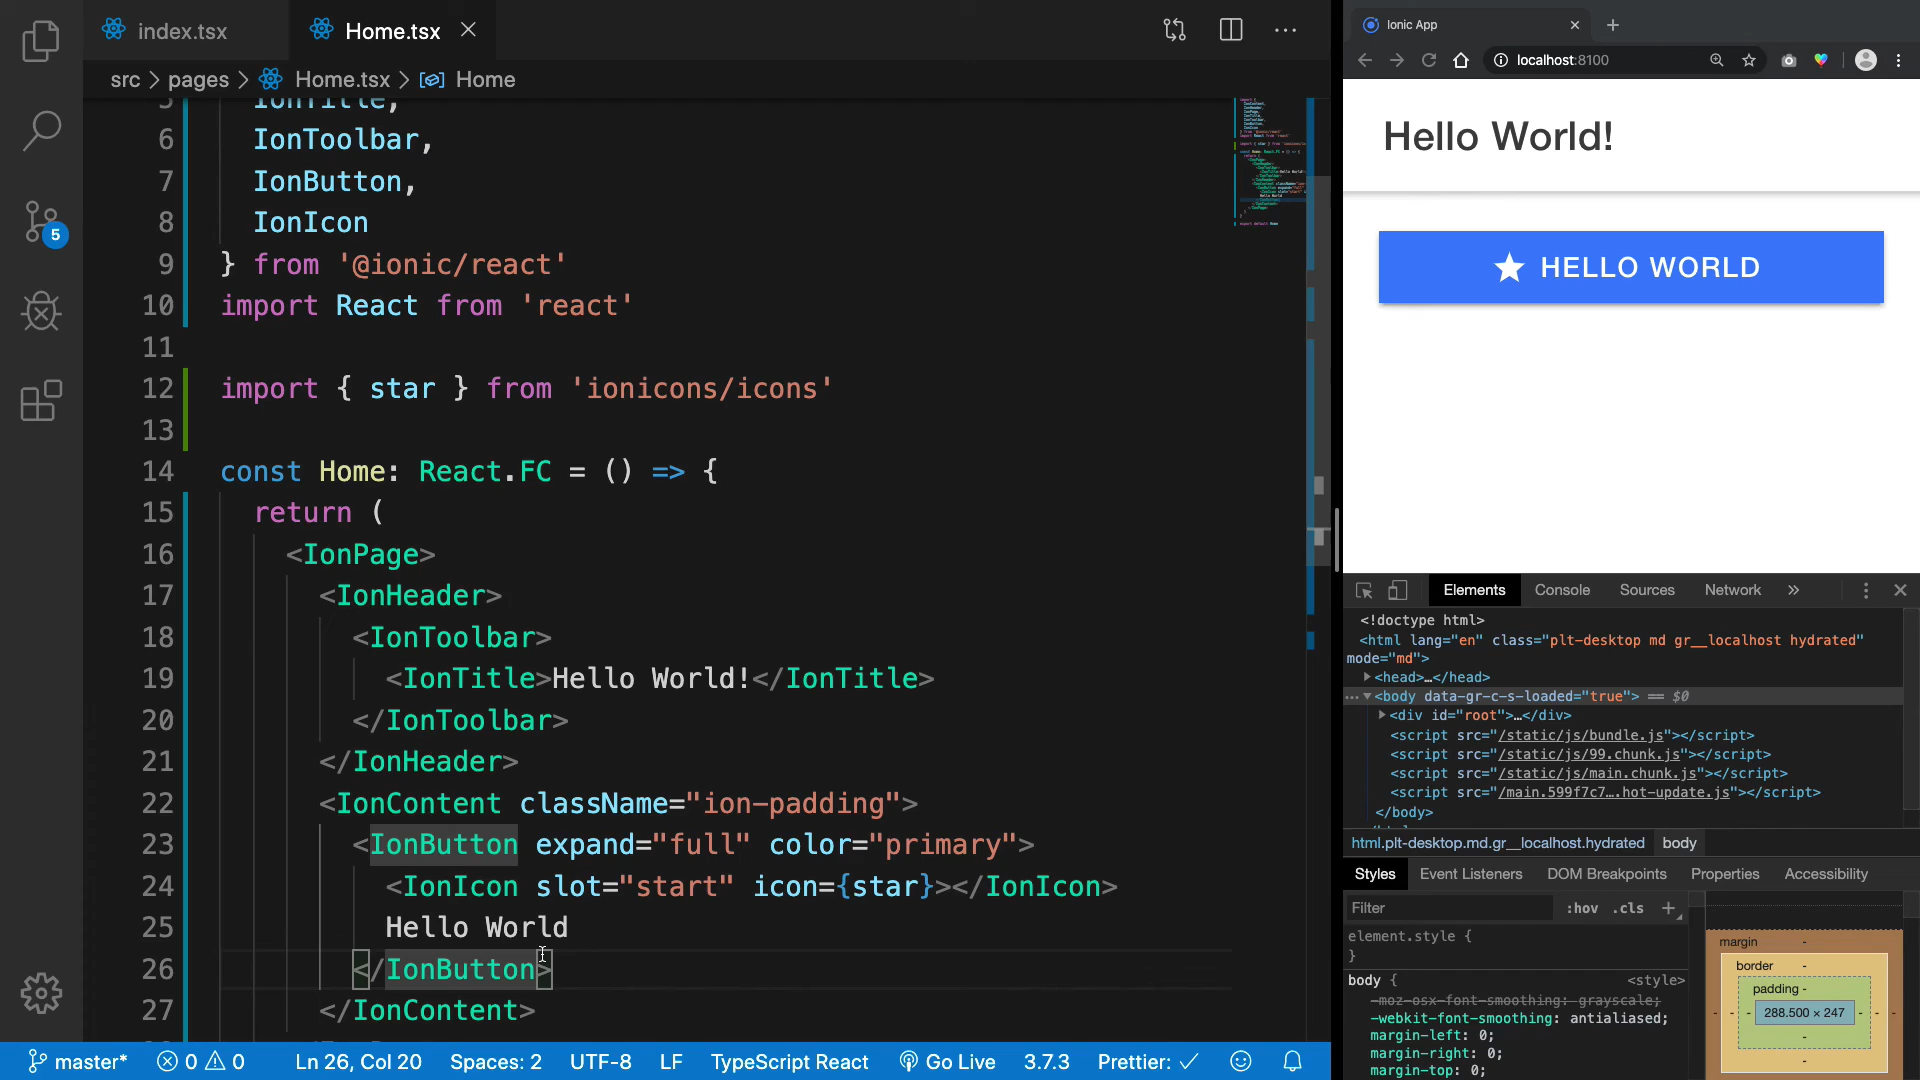 index.tsx
Home.tsx
src > pages > Home.tsx > Home
5 IonTitle,
6 IonToolbar,
7 IonButton,
8 IonIcon
9 } from '@ionic/react'
10 import React from 'react'
11
12 import { star } from 'ionicons/icons'
13
14 const Home: React.FC = () => {
15 return (
16 <IonPage>
17 <IonHeader>
18 <IonToolbar>
19 <IonTitle>Hello World!</IonTitle>
20 </IonToolbar>
21 </IonHeader>
22 <IonContent className="ion-padding">
23 <IonButton expand="full" color="primary">
24 <IonIcon slot="start" icon={star}></IonIcon>
25 Hello World
26 </IonButton>
27 </IonContent>
5
master* 0 0 Ln 26, Col 20 Spaces: 2 UTF-8 LF TypeScript React Go Live 3.7.3 Prettier: ✓
Ionic App
localhost:8100
Hello World!
HELLO WORLD
Elements Console Sources Network »
<!doctype html>
<html lang="en" class="plt-desktop md gr__localhost hydrated"
mode="md">
<head>…</head>
<body data-gr-c-s-loaded="true"> == $0
<div id="root">…</div>
<script src="/static/js/bundle.js"></script>
<script src="/static/js/99.chunk.js"></script>
<script src="/static/js/main.chunk.js"></script>
<script src="/main.599f7c7….hot-update.js"></script>
</body>
html.plt-desktop.md.gr__localhost.hydrated body
Styles Event Listeners DOM Breakpoints Properties Accessibility
Filter :hov .cls +
element.style {
}
body { <style>
-moz-osx-font-smoothing: grayscale;
-webkit-font-smoothing: antialiased;
margin-left: 0;
margin-right: 0;
margin-top: 0;
margin -
border -
padding -
288.500 × 247